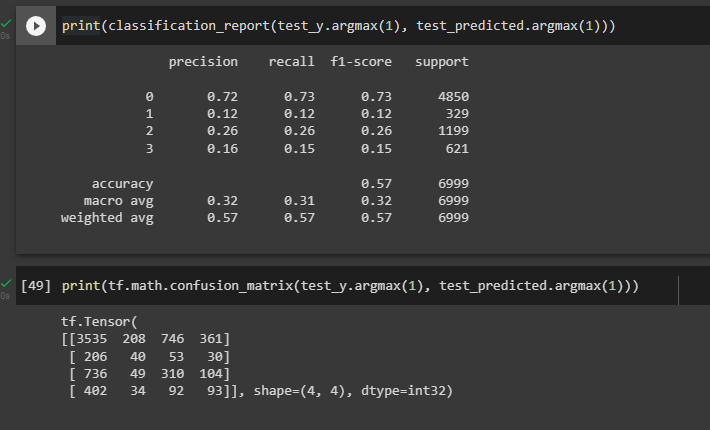 print(classification_report(test_y.argmax(1), test_predicted.argmax(1)))
0s
precision recall f1-score support
0 0.72 0.73 0.73 4850
1 0.12 0.12 0.12 329
2 0.26 0.26 0.26 1199
3 0.16 0.15 0.15 621
accuracy 0.57 6999
macro avg 0.32 0.31 0.32 6999
weighted avg 0.57 0.57 0.57 6999
[49] print(tf.math.confusion_matrix(test_y.argmax(1), test_predicted.argmax(1)))
0s
tf.Tensor(
[[3535 208 746 361]
[ 206 40 53 30]
[ 736 49 310 104]
[ 402 34 92 93]], shape=(4, 4), dtype=int32)